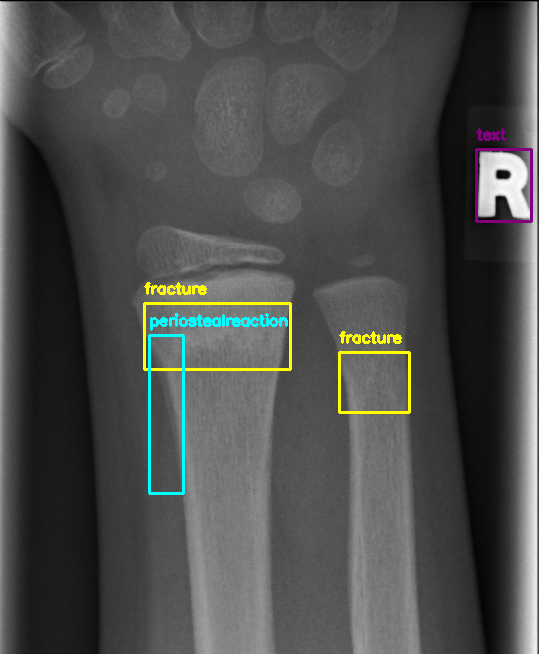 text
R
fracture
periostealreaction
fracture